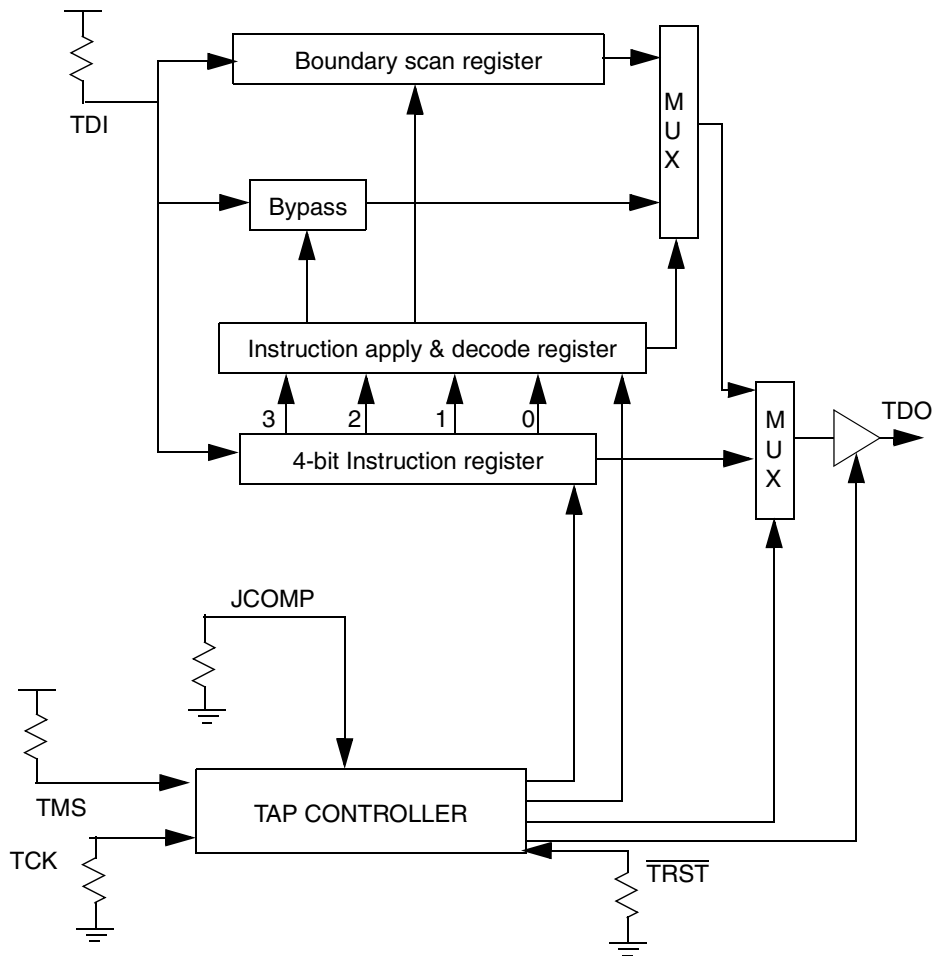 Boundary scan register
M
U
X
TDI
Bypass
Instruction apply & decode register
3 2 1 0
4-bit Instruction register
M
U
X
TDO
JCOMP
TMS
TAP CONTROLLER
TCK
T̅R̅S̅T̅